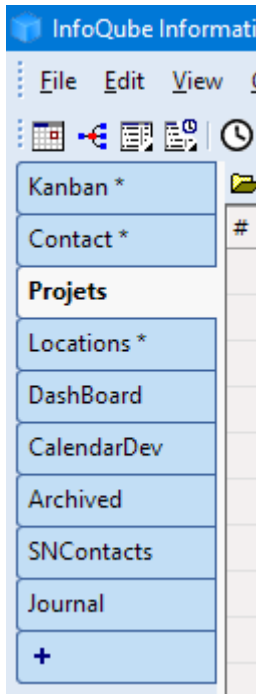 InfoQube Informati
File Edit View
#
Kanban *
Contact *
Projets
Locations *
DashBoard
CalendarDev
Archived
SNContacts
Journal
+